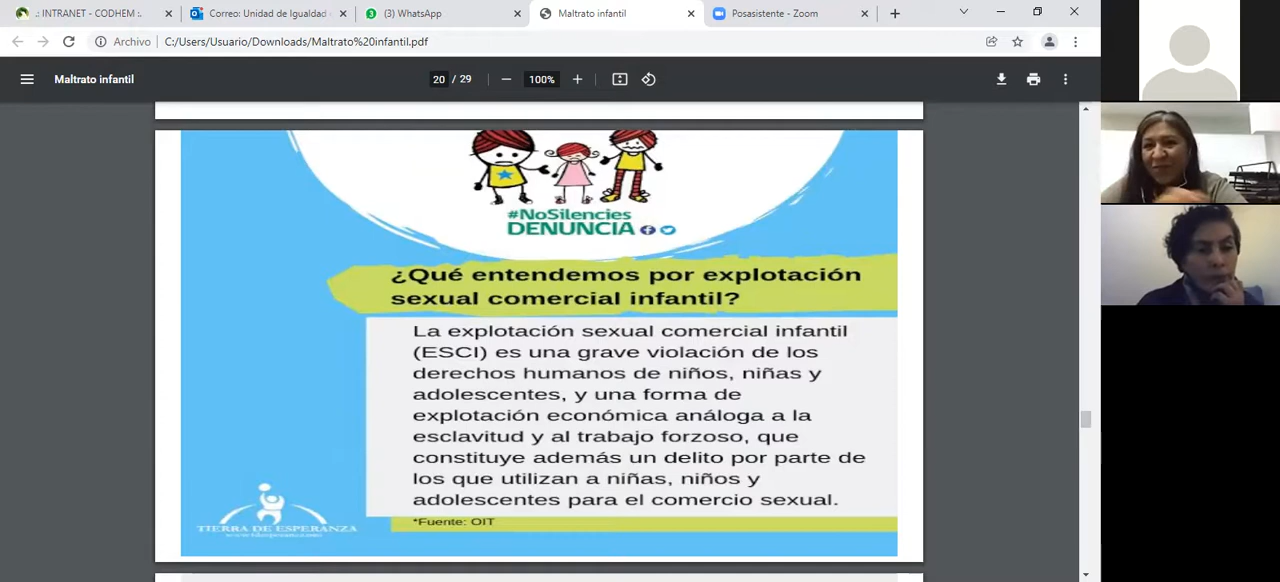 .: INTRANET - CODHEM :.
Correo: Unidad de Igualdad
(3) WhatsApp
Maltrato infantil
Posasistente - Zoom
Archivo
C:/Users/Usuario/Downloads/Maltrato%20infantil.pdf
Maltrato infantil
20 / 29
100%
#NoSilencies
DENUNCIA
¿Qué entendemos por explotación
sexual comercial infantil?
La explotación sexual comercial infantil
(ESCI) es una grave violación de los
derechos humanos de niños, niñas y
adolescentes, y una forma de
explotación económica análoga a la
esclavitud y al trabajo forzoso, que
constituye además un delito por parte de
los que utilizan a niñas, niños y
adolescentes para el comercio sexual.
*Fuente: OIT
TIERRA DE ESPERANZA